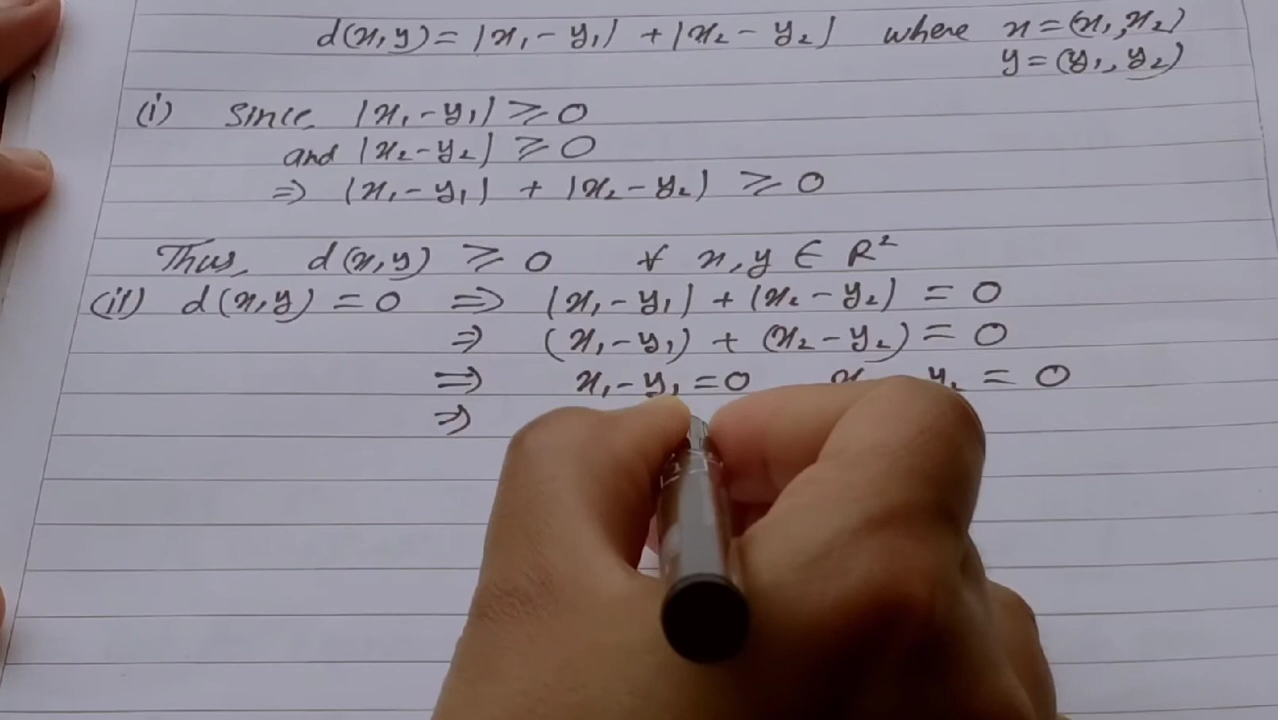 d(x,y) = |x₁ - y₁| + |x₂ - y₂| where x = (x₁, x₂)
y = (y₁, y₂)
(i) Since, |x₁ - y₁| ≥ 0
and |x₂ - y₂| ≥ 0
⇒ |x₁ - y₁| + |x₂ - y₂| ≥ 0
Thus, d(x,y) ≥ 0 ∀ x,y ∈ R²
(ii) d(x,y) = 0 ⇒ |x₁ - y₁| + |x₂ - y₂| = 0
⇒ (x₁ - y₁) + (x₂ - y₂) = 0
⇒ x₁ - y₁ = 0 y₂ = 0
⇒